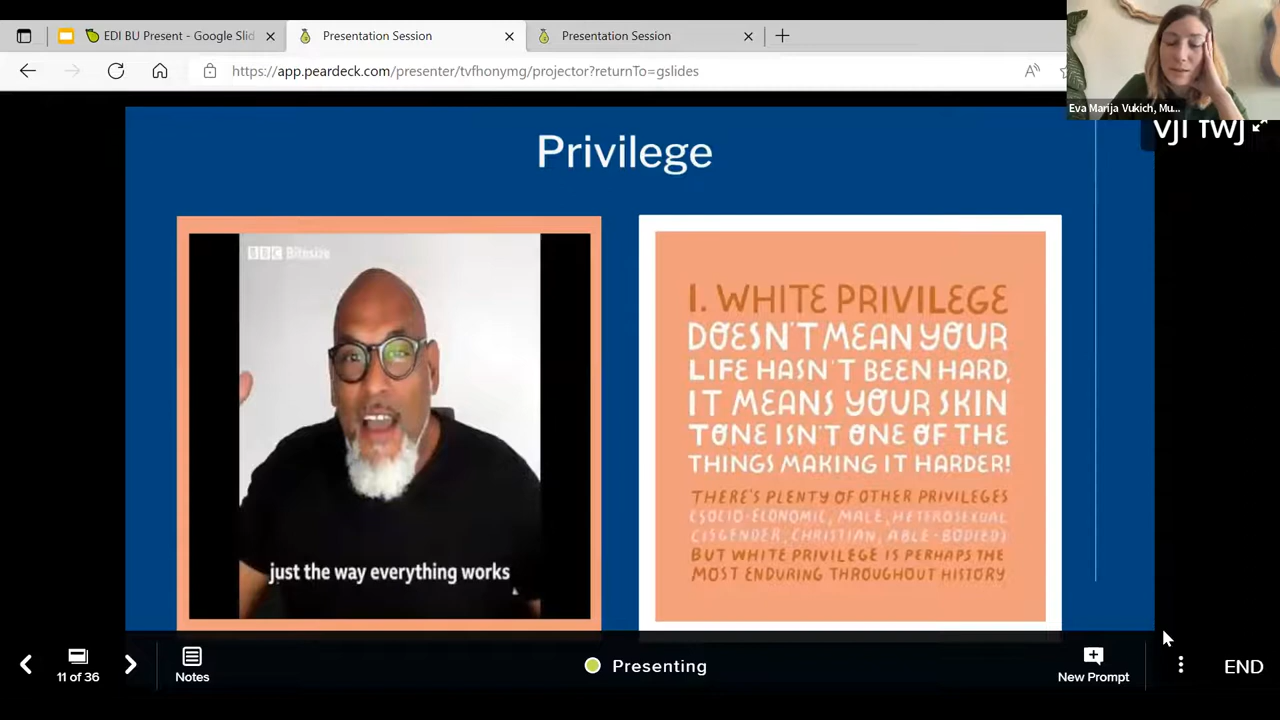 EDI BU Present - Google Slid
Presentation Session
Presentation Session
https://app.peardeck.com/presenter/tvfhonymg/projector?returnTo=gslides
Eva Marija Vukich, Mu...
vjf twj
Privilege
BBC Bitesize
just the way everything works
1. WHITE PRIVILEGE
DOESN'T MEAN YOUR
LIFE HASN'T BEEN HARD,
IT MEANS YOUR SKIN
TONE ISN'T ONE OF THE
THINGS MAKING IT HARDER!
THERE'S PLENTY OF OTHER PRIVILEGES
(SOCIO-ECONOMIC, MALE, HETEROSEXUAL
CISGENDER, CHRISTIAN, ABLE-BODIED)
BUT WHITE PRIVILEGE IS PERHAPS THE
MOST ENDURING THROUGHOUT HISTORY
11 of 36
Notes
Presenting
New Prompt
END